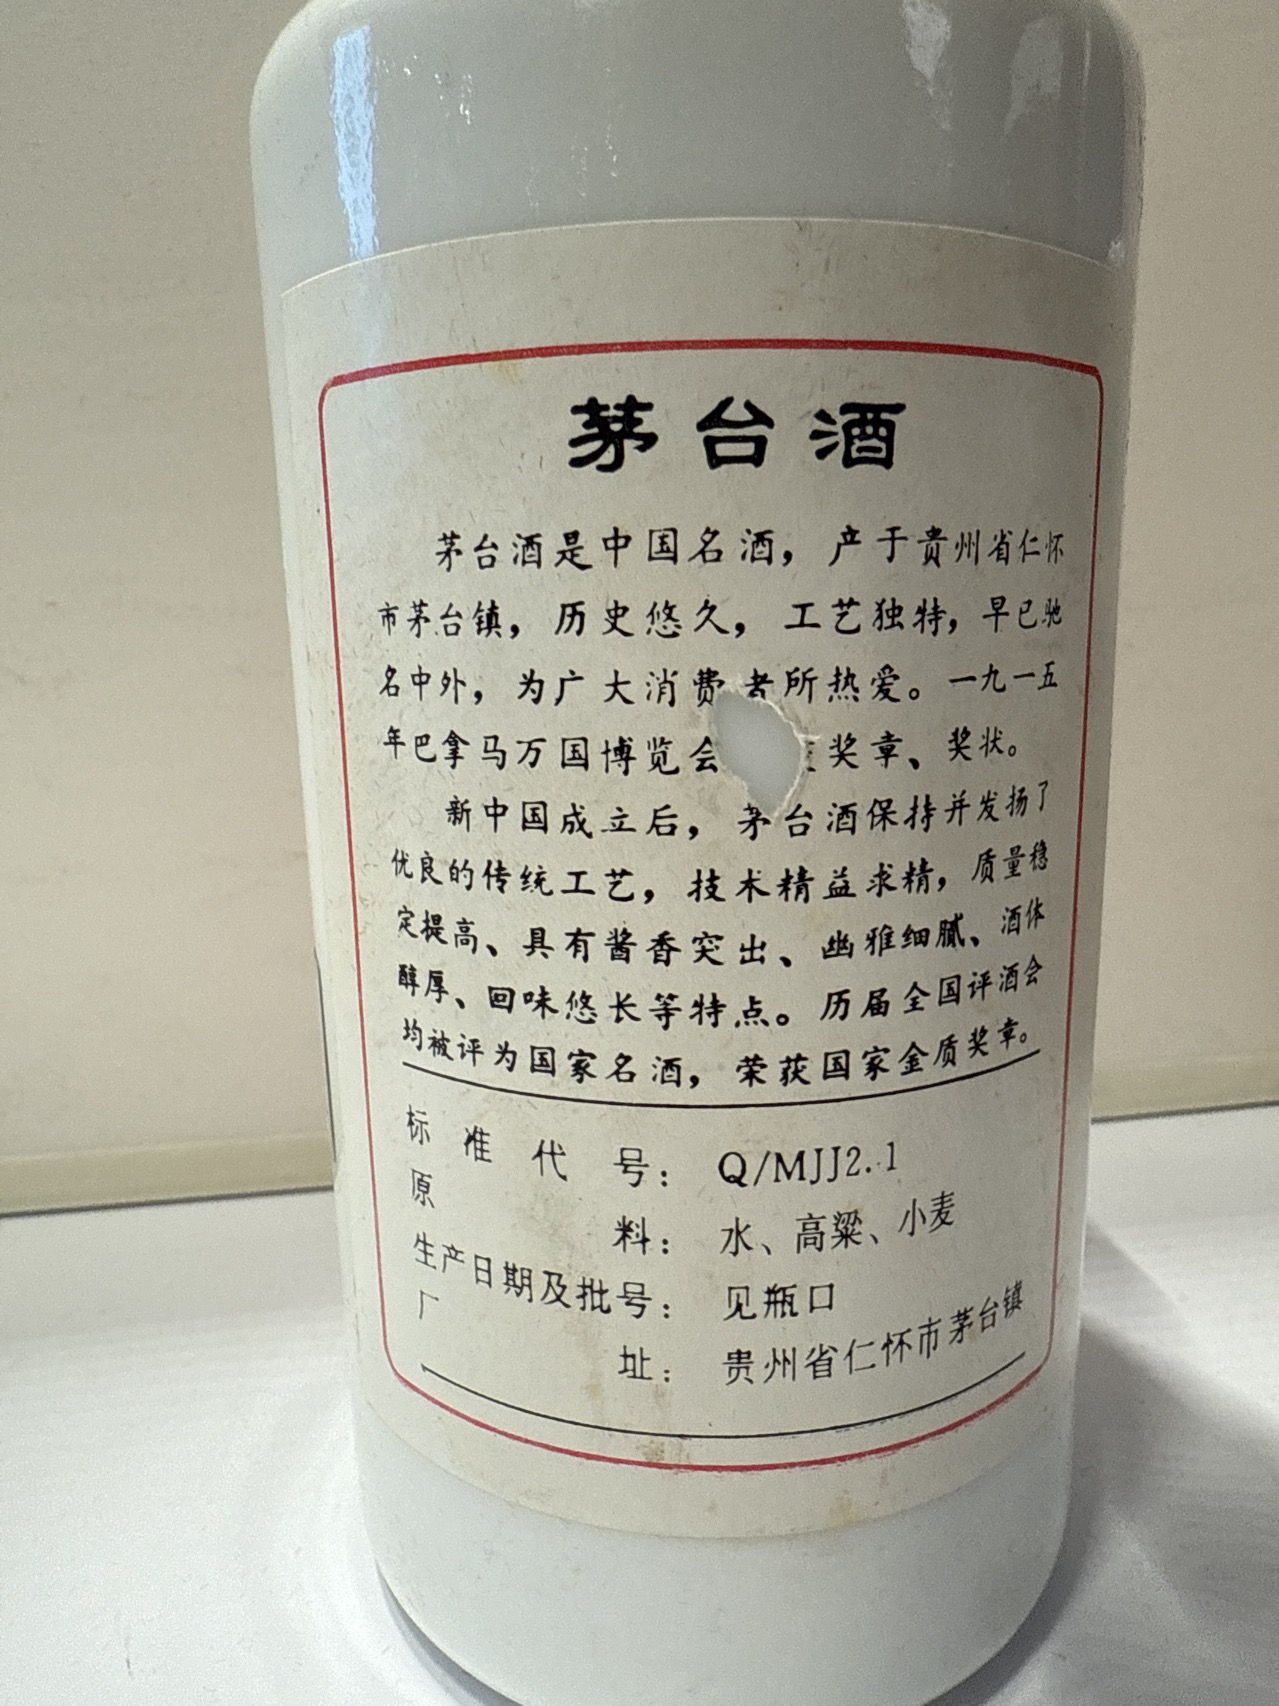 茅台酒
茅台酒是中国名酒，产于贵州省仁怀
市茅台镇，历史悠久，工艺独特，早已驰
名中外，为广大消费者所热爱。一九一五
年巴拿马万国博览会 奖章、奖状。
新中国成立后，茅台酒保持并发扬了
优良的传统工艺，技术精益求精，质量稳
定提高、具有酱香突出、幽雅细腻、酒体
醇厚、回味悠长等特点。历届全国评酒会
均被评为国家名酒，荣获国家金质奖章。
标准代号：Q/MJJ2.1
原料：水、高粱、小麦
生产日期及批号：见瓶口
厂址：贵州省仁怀市茅台镇